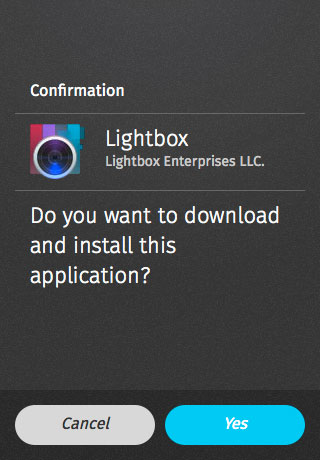 Confirmation
Lightbox
Lightbox Enterprises LLC.
Do you want to download
and install this
application?
Cancel
Yes